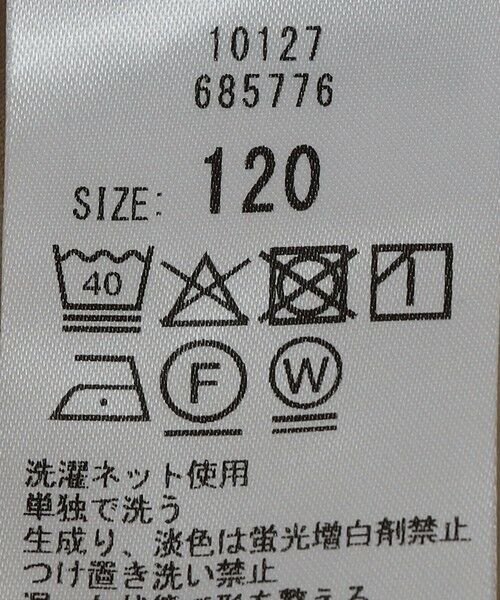 10127
685776
SIZE: 120
40
F W
洗濯ネット使用
単独で洗う
生成り、淡色は蛍光増白剤禁止
つけ置き洗い禁止